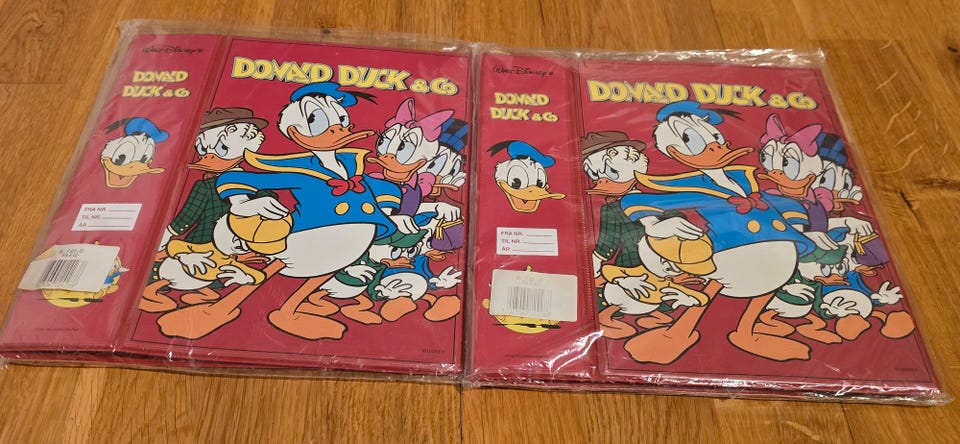 Walt Disney's
DONALD
DUCK & Co
DONALD DUCK & Co
FRA NR.
TIL NR.
ÅR
©DISNEY
Walt Disney's
DONALD
DUCK & Co
DONALD DUCK & Co
FRA NR.
TIL NR.
ÅR